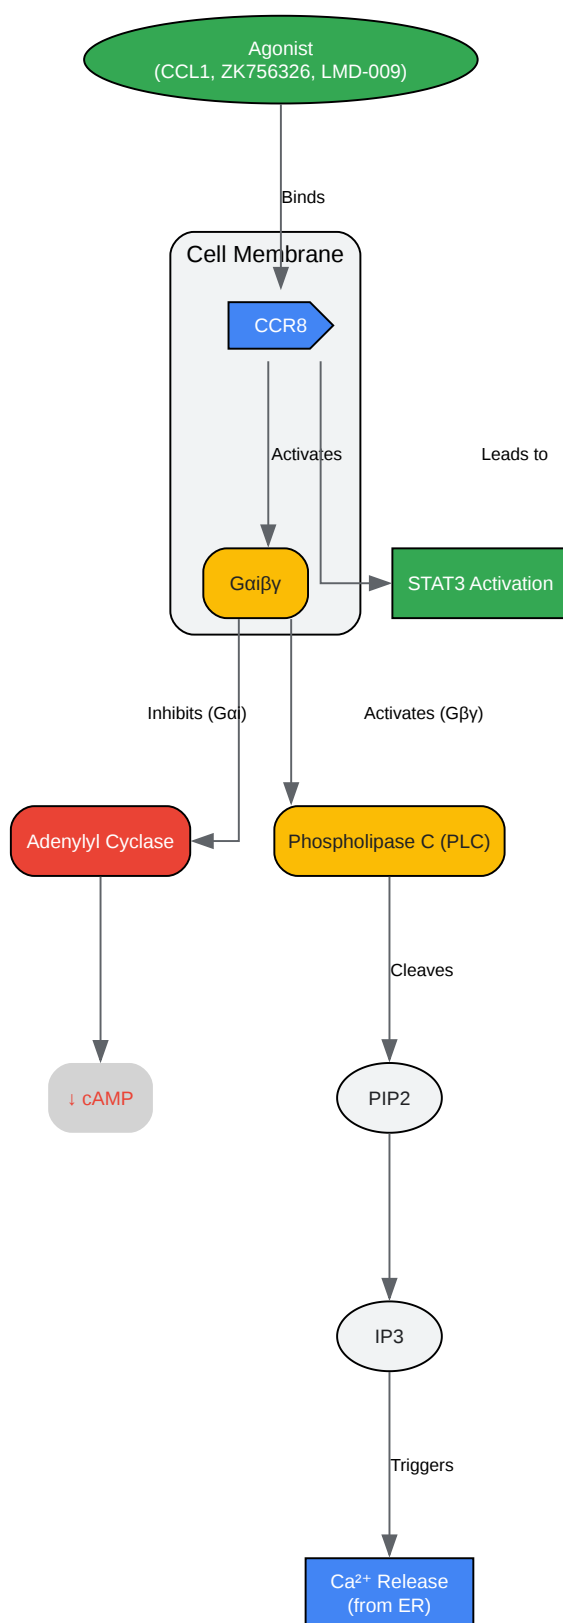 Agonist
(CCL1, ZK756326, LMD-009)
Binds
Cell Membrane
CCR8
Activates
Leads to
Gαiβγ
STAT3 Activation
Inhibits (Gαi)
Activates (Gβγ)
Adenylyl Cyclase
Phospholipase C (PLC)
Cleaves
↓ cAMP
PIP2
IP3
Triggers
Ca²⁺ Release
(from ER)